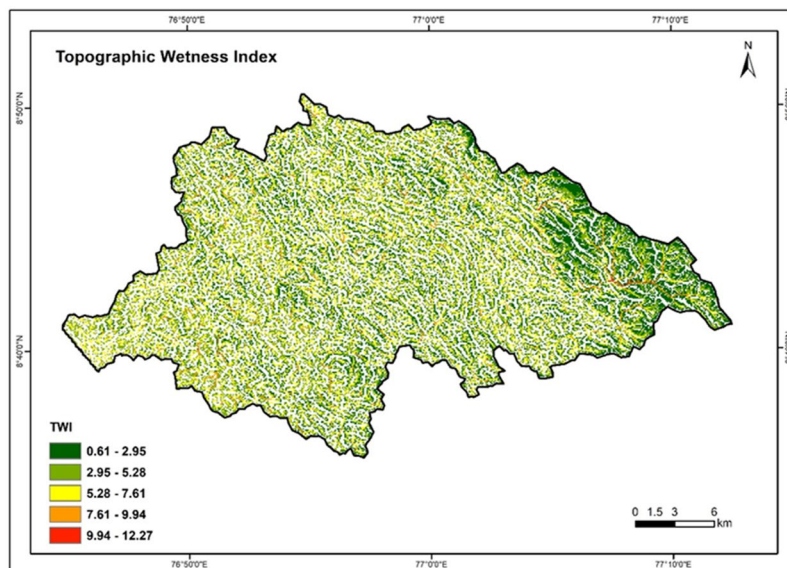 76°50'0"E 77°0'0"E 77°10'0"E
Topographic Wetness Index
N
8°50'0"N
8°40'0"N
TWI
0.61 - 2.95
2.95 - 5.28
5.28 - 7.61
7.61 - 9.94
9.94 - 12.27
0 1.5 3 6
km
76°50'0"E 77°0'0"E 77°10'0"E